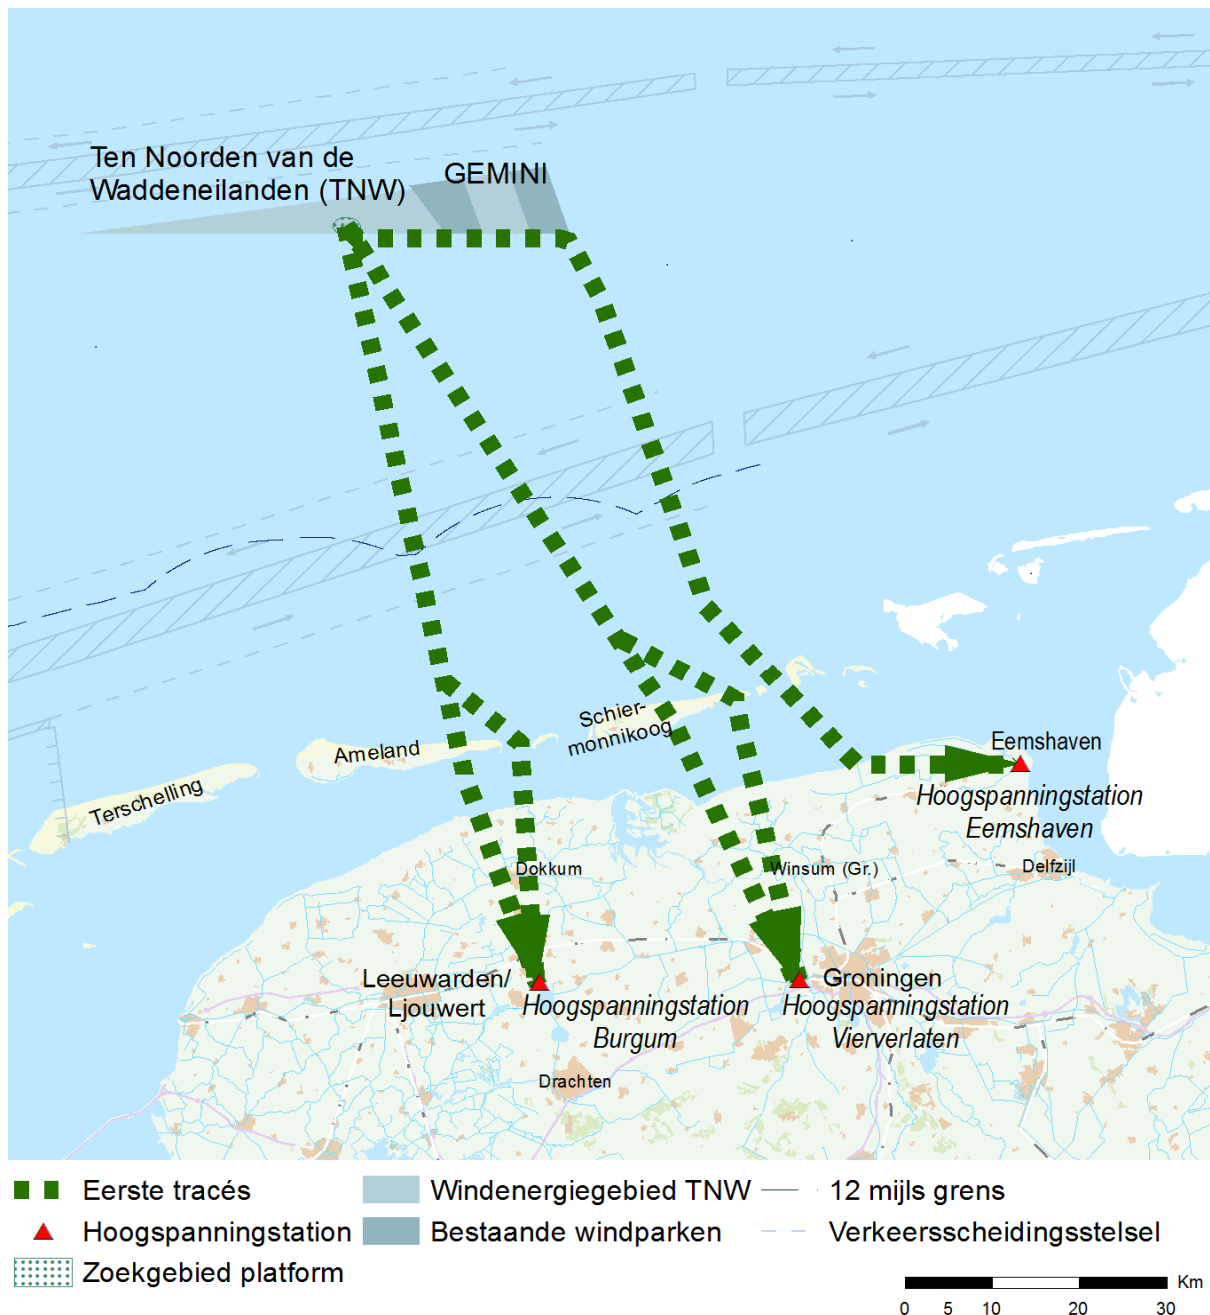 Ten Noorden van de
Waddeneilanden (TNW)
GEMINI
Schier-
monnikoog
Ameland
Terschelling
Eemshaven
Hoogspanningstation
Eemshaven
Dokkum
Winsum (Gr.)
Delfzijl
Leeuwarden/
Ljouwert
Hoogspanningstation
Burgum
Groningen
Hoogspanningstation
Vierverlaten
Drachten
Eerste tracés
Windenergiegebied TNW
12 mijls grens
Hoogspanningstation
Bestaande windparken
Verkeersscheidingsstelsel
Zoekgebied platform
Km
0 5 10 20 30